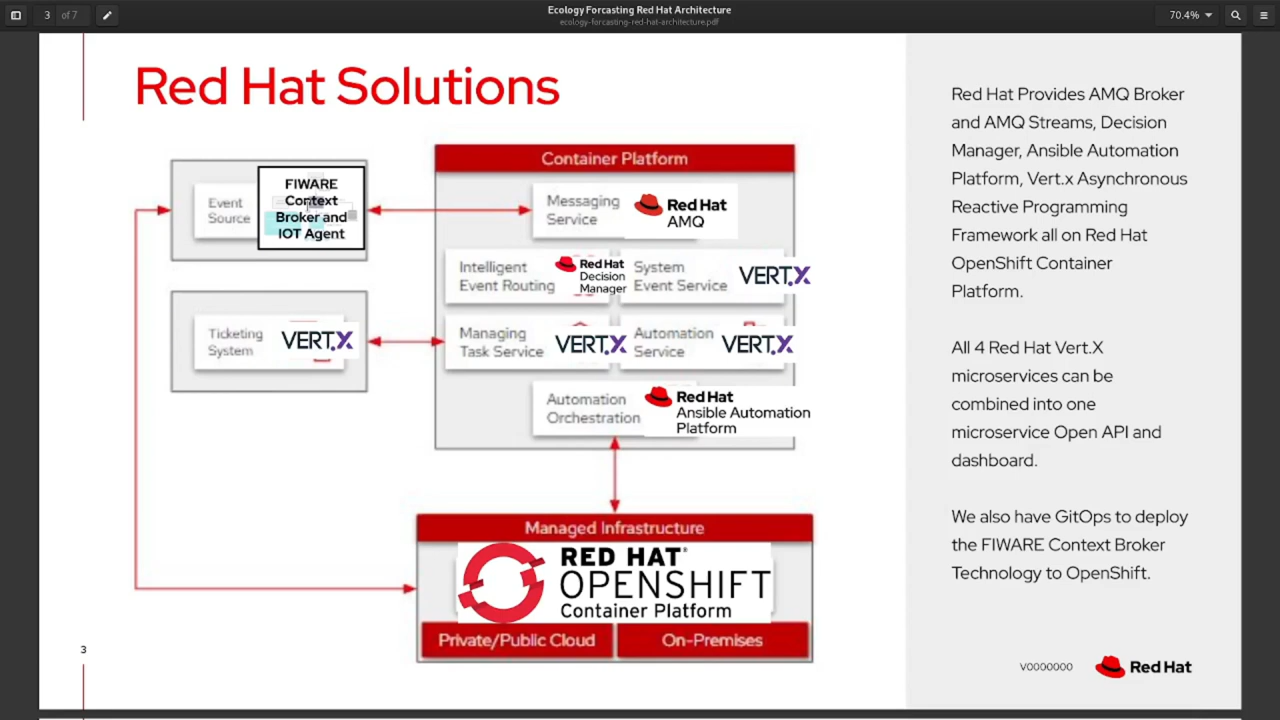 3 of 7
Ecology Forcasting Red Hat Architecture
ecology-forcasting-red-hat-architecture.pdf
70.4%
Red Hat Solutions
Event
Source
FIWARE
Context
Broker and
IOT Agent
Ticketing
System
VERT.X
Container Platform
Messaging
Service
Red Hat
AMQ
Intelligent
Event Routing
Red Hat
Decision
Manager
System
Event Service
VERT.X
Managing
Task Service
VERT.X
Automation
Service
VERT.X
Automation
Orchestration
Red Hat
Ansible Automation
Platform
Managed Infrastructure
RED HAT®
OPENSHIFT
Container Platform
Private/Public Cloud
On-Premises
Red Hat Provides AMQ Broker
and AMQ Streams, Decision
Manager, Ansible Automation
Platform, Vert.x Asynchronous
Reactive Programming
Framework all on Red Hat
OpenShift Container
Platform.
All 4 Red Hat Vert.X
microservices can be
combined into one
microservice Open API and
dashboard.
We also have GitOps to deploy
the FIWARE Context Broker
Technology to OpenShift.
3
V0000000
Red Hat